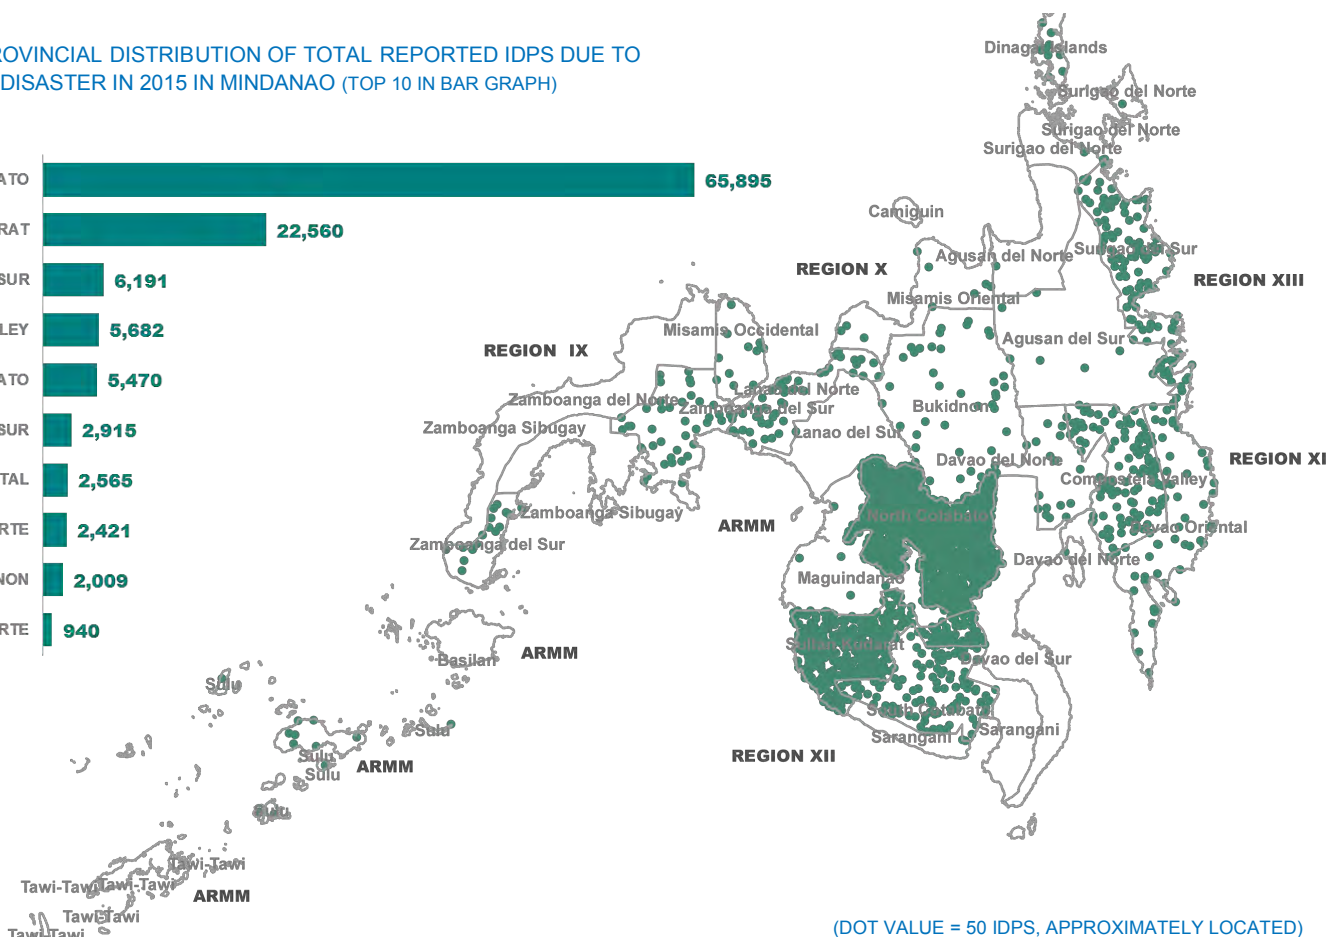 ROVINCIAL DISTRIBUTION OF TOTAL REPORTED IDPS DUE TO
DISASTER IN 2015 IN MINDANAO (TOP 10 IN BAR GRAPH)
ATO 65,895
RAT 22,560
SUR 6,191
LEY 5,682
ATO 5,470
SUR 2,915
TAL 2,565
RTE 2,421
NON 2,009
RTE 940
Dinagat Islands
Surigao del Norte
Surigao del Norte
Surigao del Norte
Camiguin
Agusan del Norte
Surigao del Sur
REGION X
REGION XIII
Misamis Oriental
Misamis Occidental
Agusan del Sur
REGION IX
Lanao del Norte
Zamboanga del Norte
Zamboanga del Sur
Bukidnon
Zamboanga Sibugay
Lanao del Sur
Davao del Norte
REGION XI
Compostela Valley
Zamboanga Sibugay
North Cotabato
ARMM
Davao Oriental
Zamboanga del Sur
Davao del Norte
Maguindanao
Sultan Kudarat
ARMM
Basilan
Davao del Sur
Sulu
South Cotabato
Sulu
Sarangani
Sarangani
Sulu
REGION XII
ARMM
Sulu
Sulu
Tawi-Tawi
Tawi-Tawi
Tawi-Tawi
ARMM
Tawi-Tawi
Tawi-Tawi
(DOT VALUE = 50 IDPS, APPROXIMATELY LOCATED)